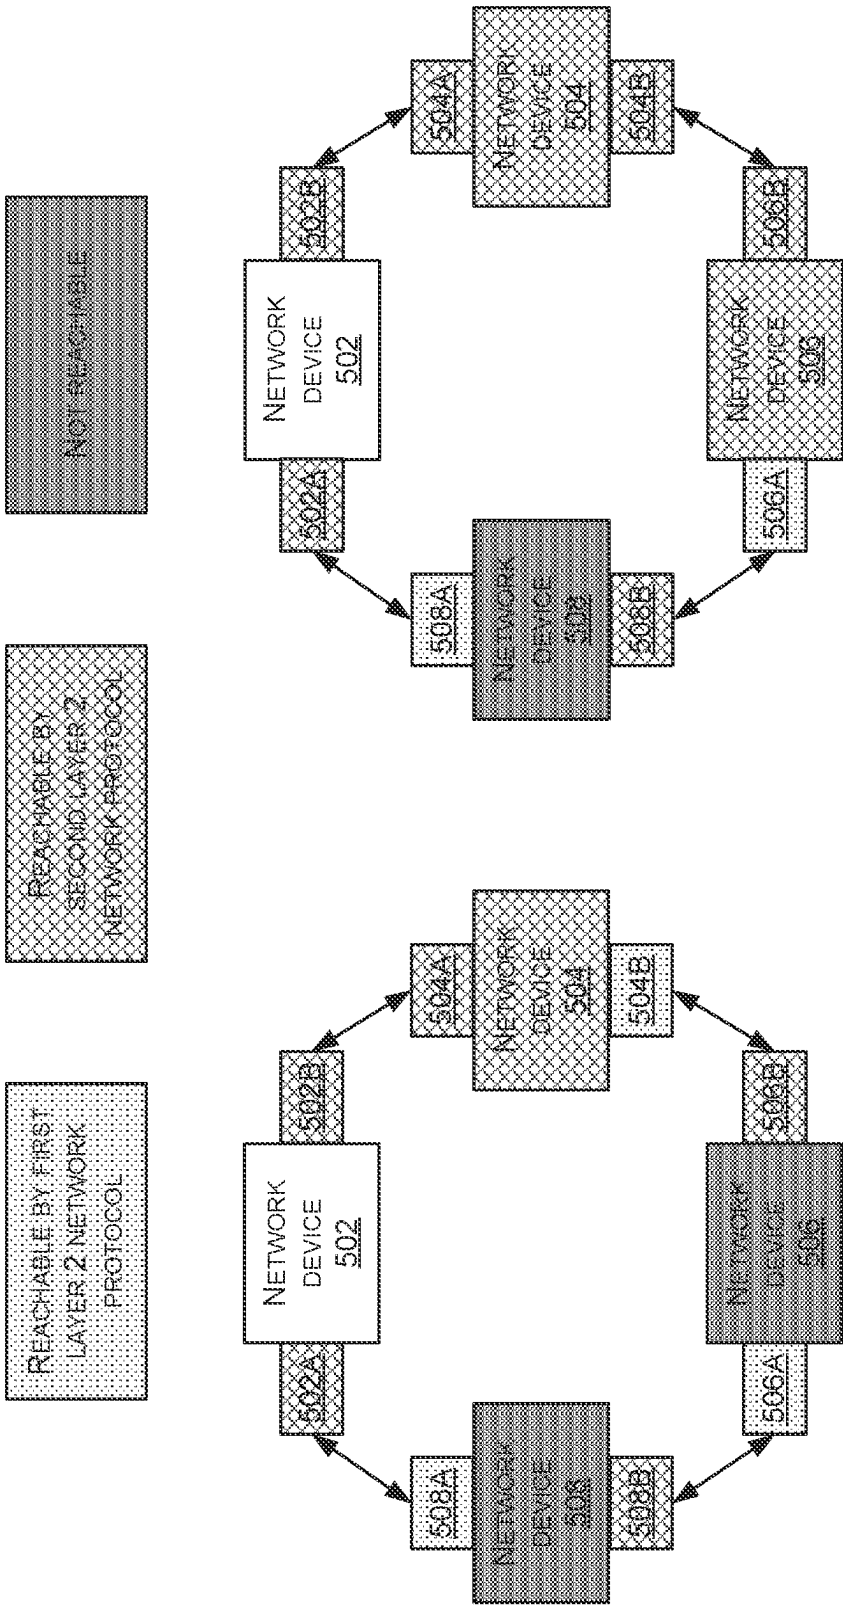 REACHABLE BY FIRST
LAYER 2 NETWORK
PROTOCOL
REACHABLE BY
SECOND LAYER 2
NETWORK PROTOCOL
NOT REACHABLE
502A
NETWORK
DEVICE
502
502B
508A
NETWORK
DEVICE
508
508B
504A
NETWORK
DEVICE
504
504B
506A
NETWORK
DEVICE
506
506B
502A
NETWORK
DEVICE
502
502B
508A
NETWORK
DEVICE
508
508B
504A
NETWORK
DEVICE
504
504B
506A
NETWORK
DEVICE
506
506B